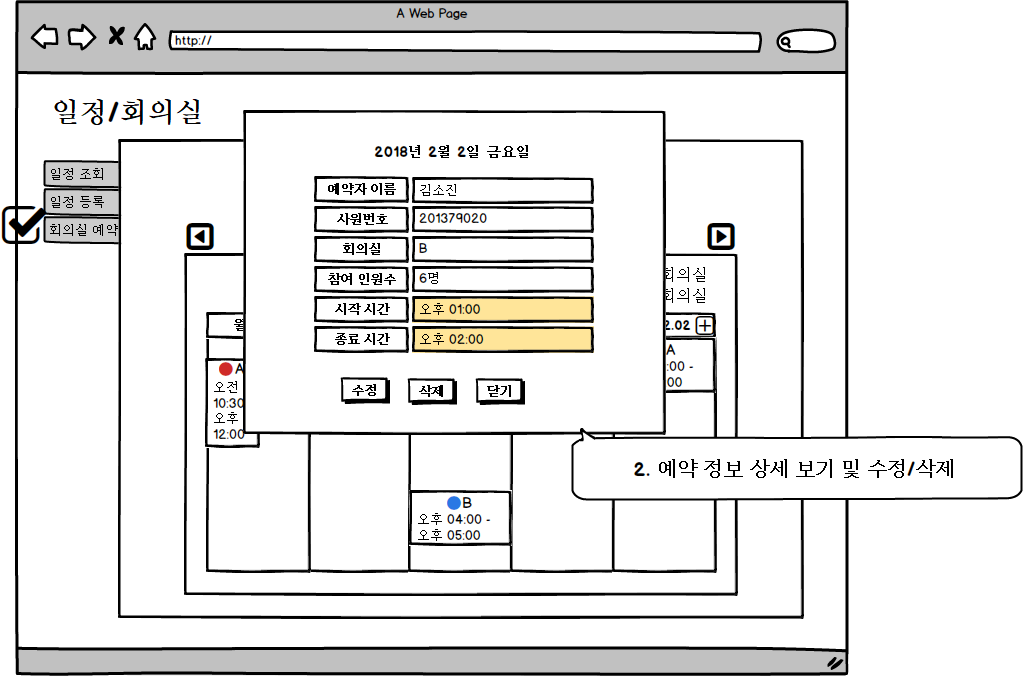 A Web Page
http://
일정/회의실
2018년 2월 2일 금요일
일정 조회
일정 등록
회의실 예약
예약자 이름 김소진
사원번호 201379020
회의실 B
참여 인원수 6명
시작 시간 오후 01:00
종료 시간 오후 02:00
수정 삭제 닫기
회의실
회의실
월
2.02
A
오전
10:30
오후
12:00
A
:00 -
:00
2. 예약 정보 상세 보기 및 수정/삭제
B
오후 04:00 -
오후 05:00